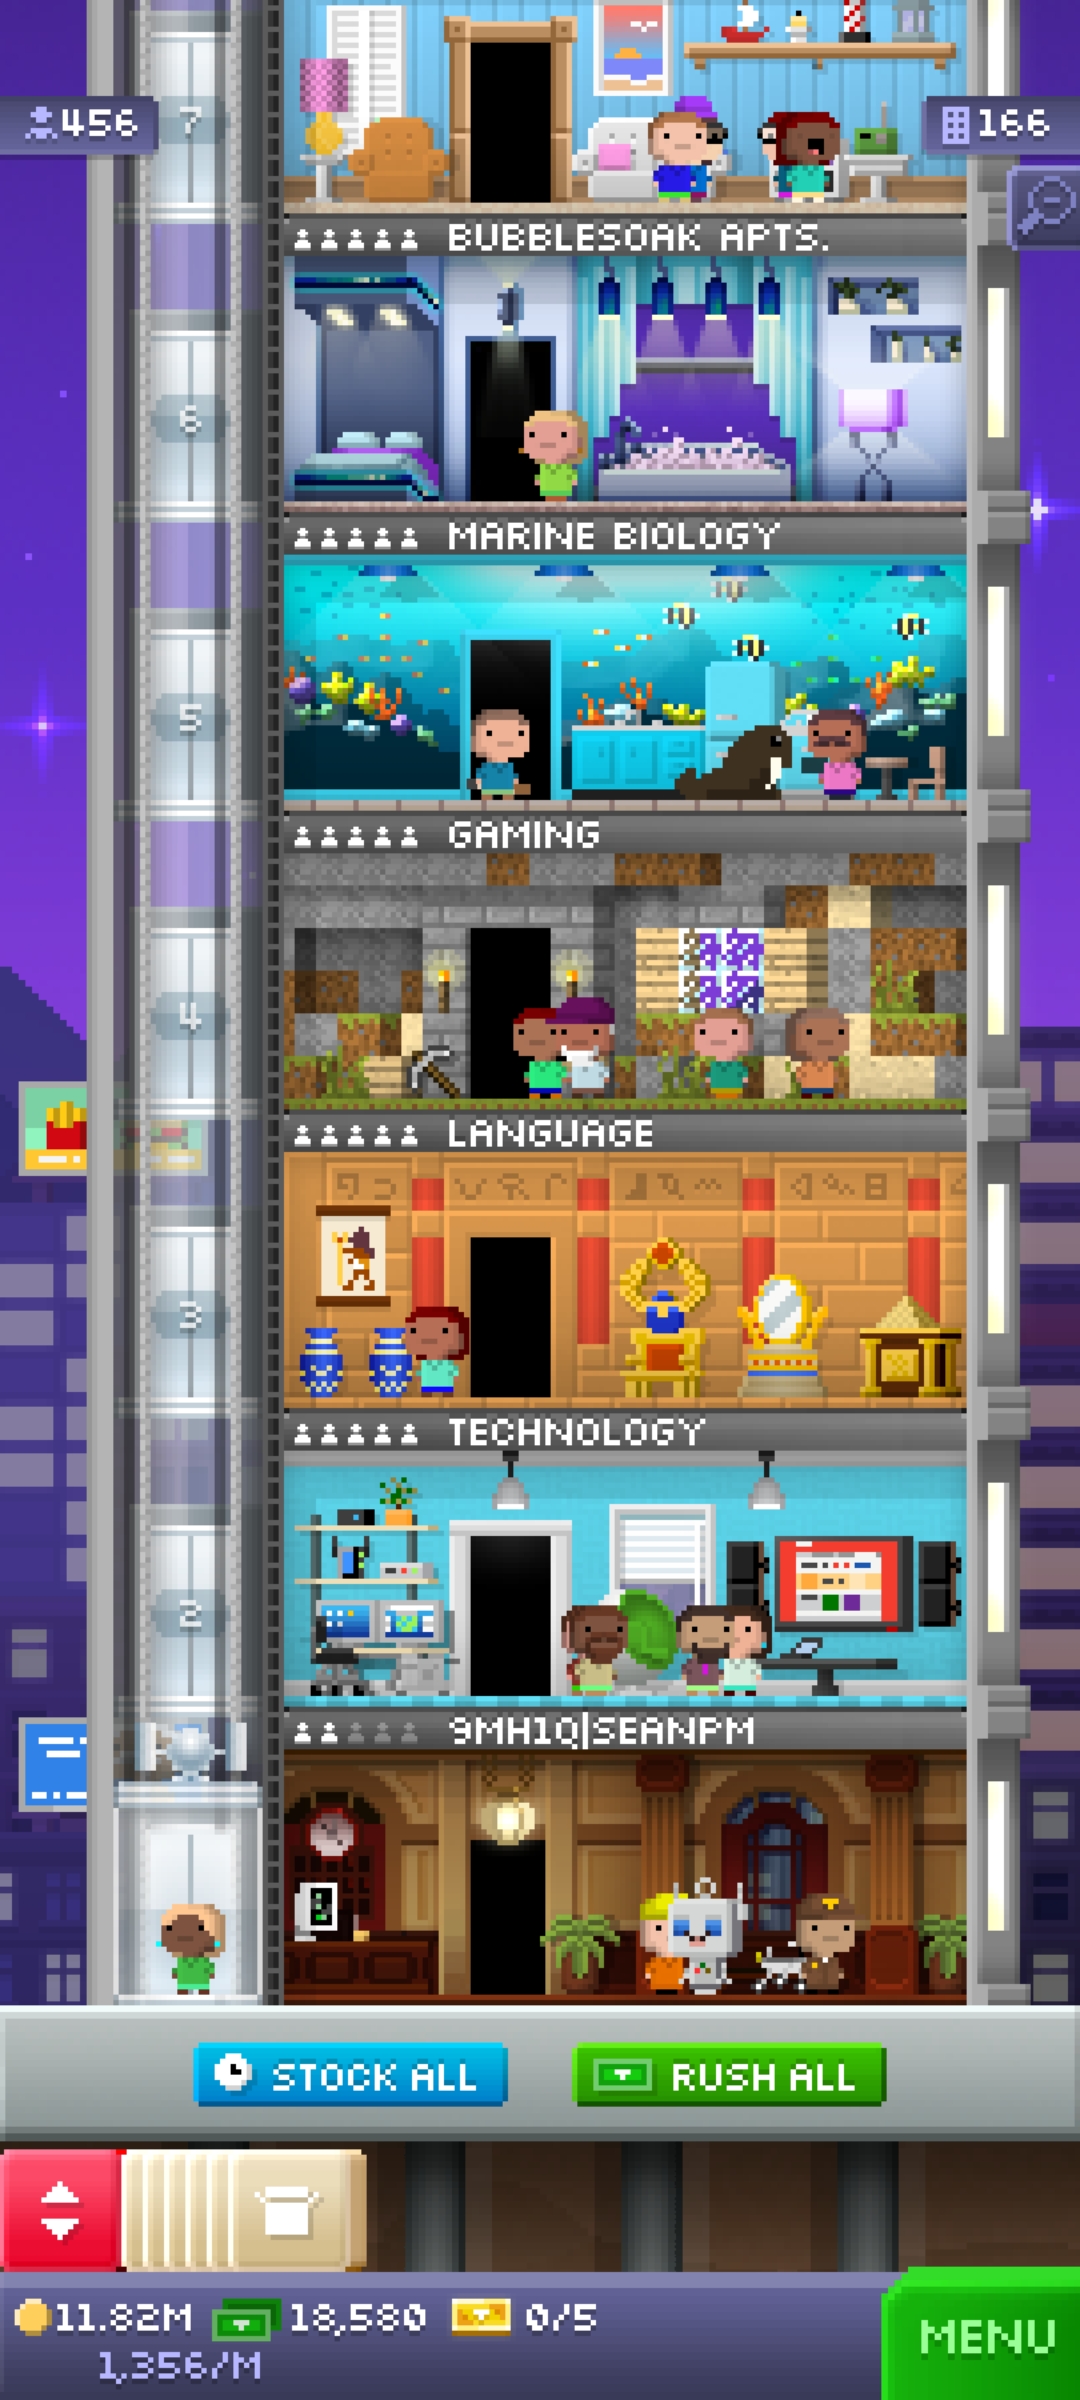 7
456
166
BUBBLESOAK APTS.
6
MARINE BIOLOGY
5
GAMING
4
LANGUAGE
3
TECHNOLOGY
2
9MH1Q|SEANPM
STOCK ALL
RUSH ALL
11.82M
18,580
0/5
1,356/M
MENU